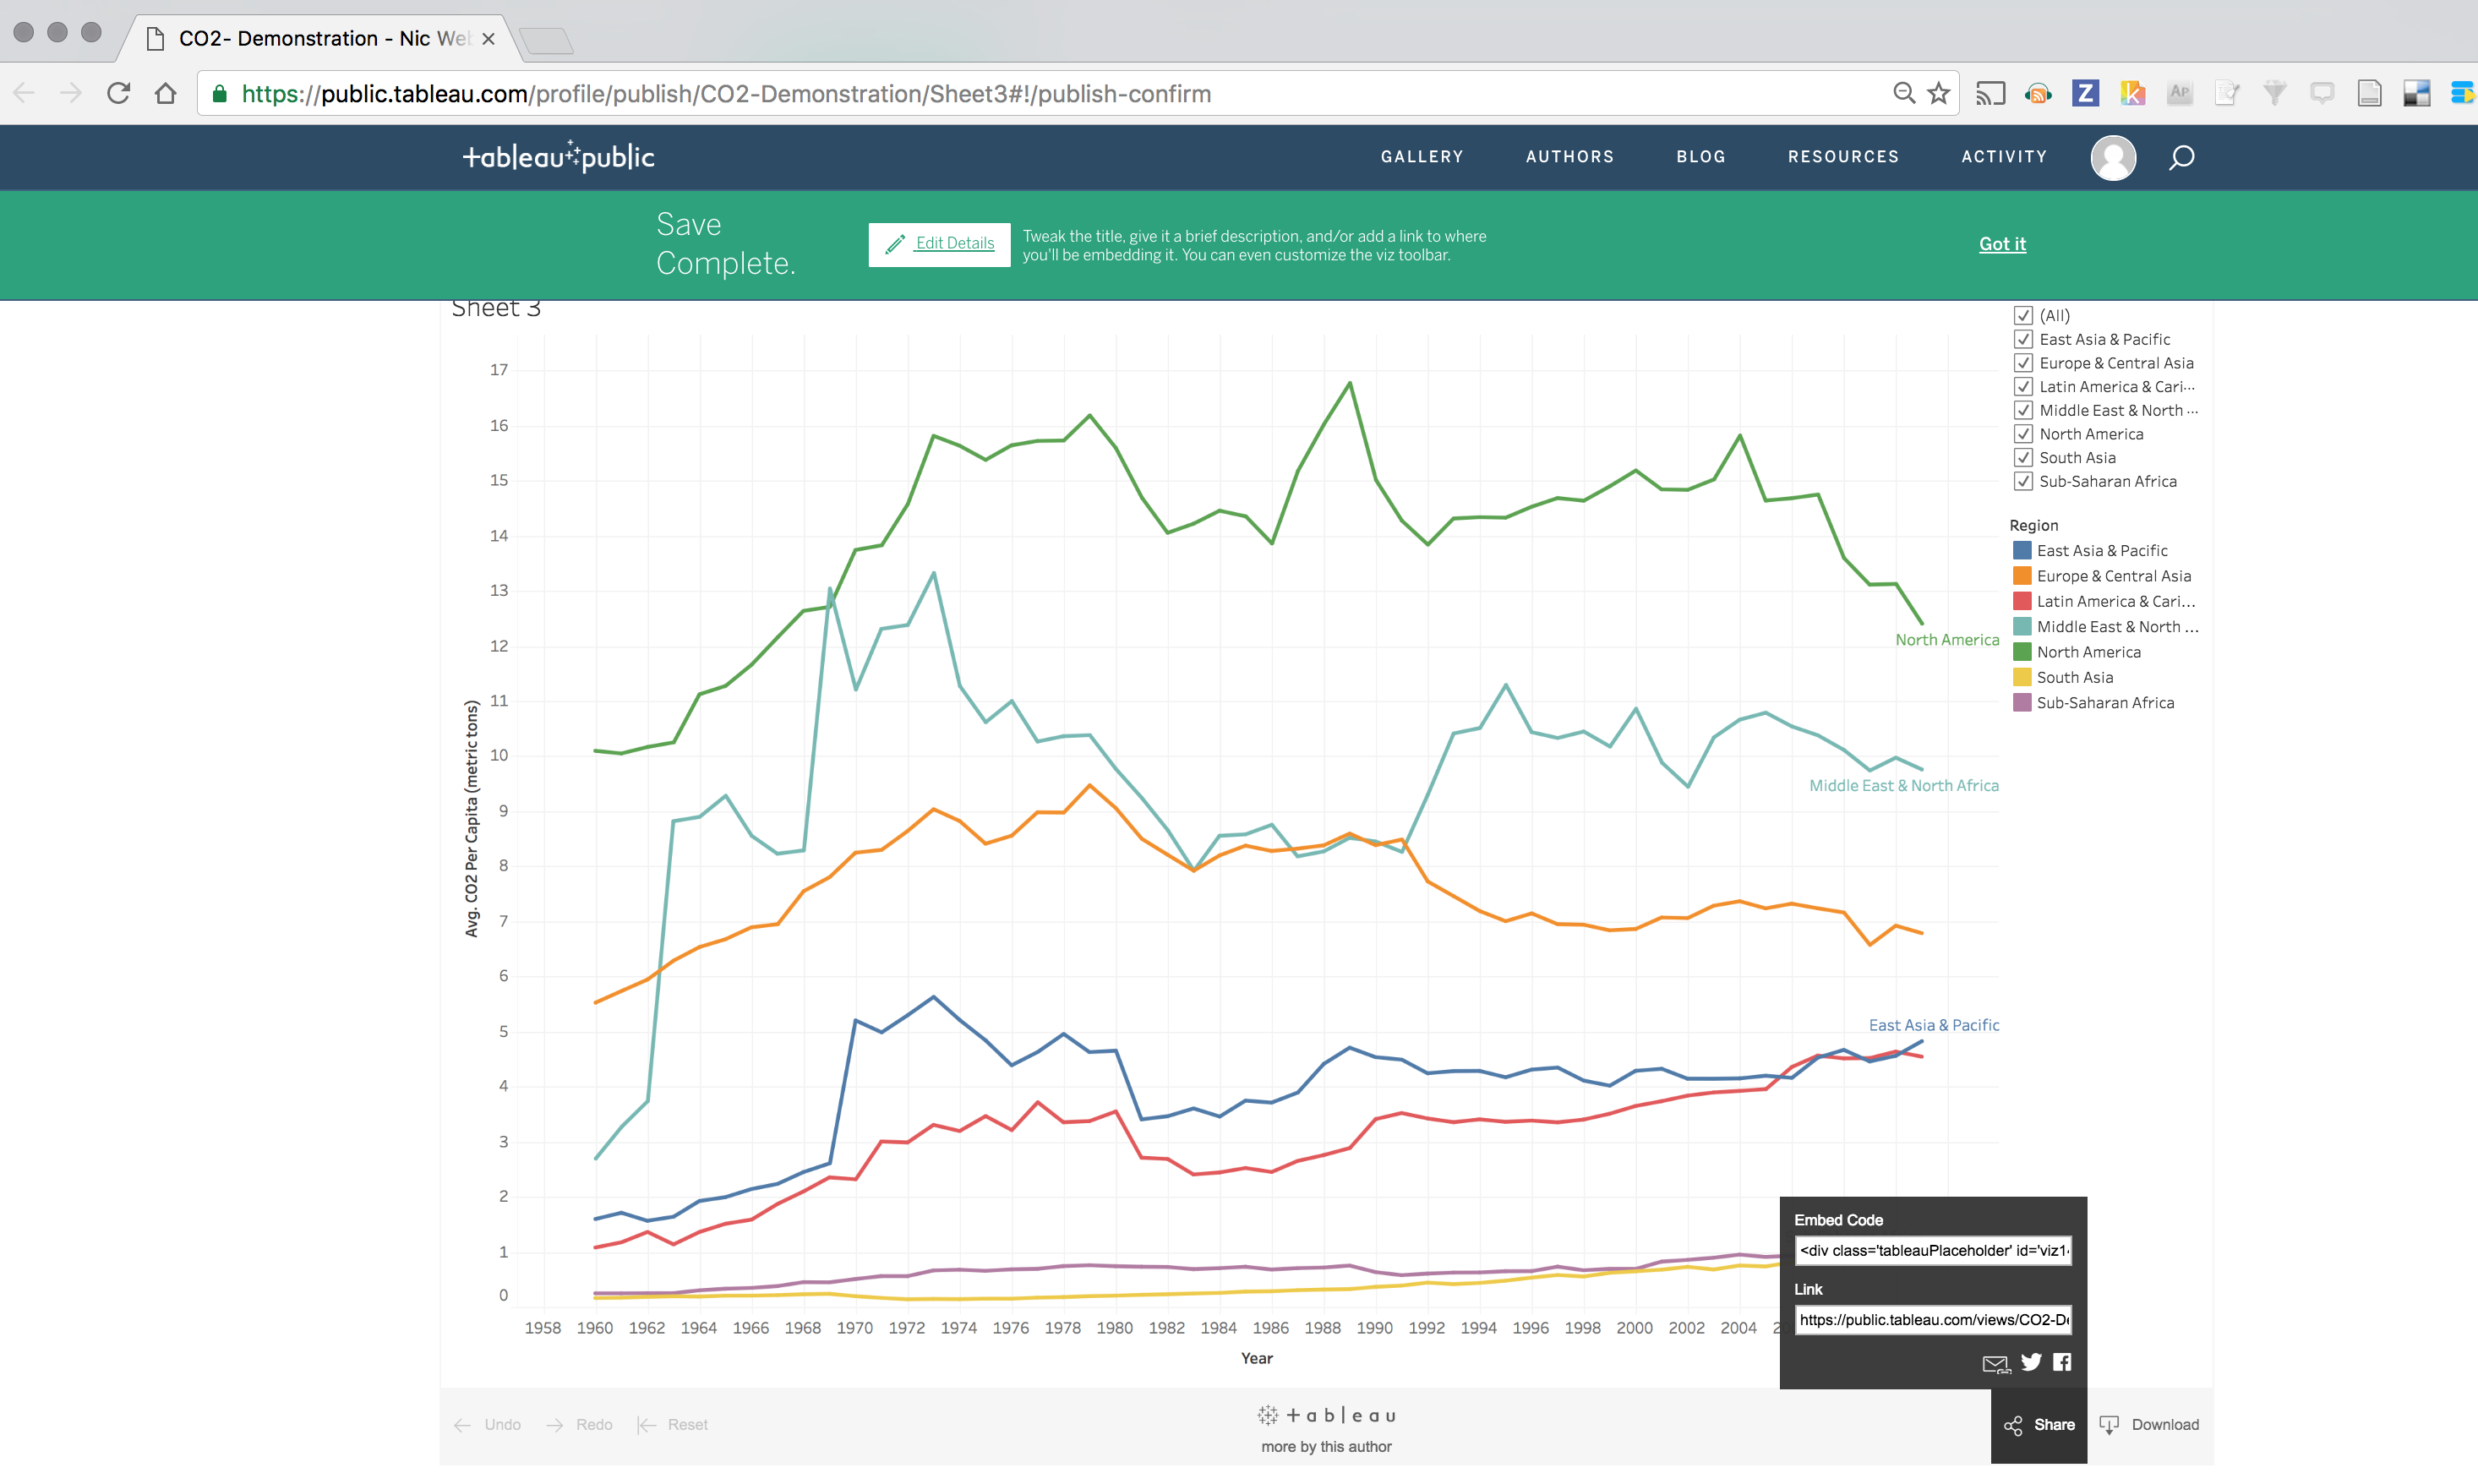 CO2- Demonstration - Nic Web
https://public.tableau.com/profile/publish/CO2-Demonstration/Sheet3#!/publish-confirm
Z
k
AP
tableau public
GALLERY
AUTHORS
BLOG
RESOURCES
ACTIVITY
Save
Complete.
Edit Details
Tweak the title, give it a brief description, and/or add a link to where
you'll be embedding it. You can even customize the viz toolbar.
Got it
Sheet 3
(All)
East Asia & Pacific
Europe & Central Asia
Latin America & Cari...
Middle East & North ...
North America
South Asia
Sub-Saharan Africa
Region
East Asia & Pacific
Europe & Central Asia
Latin America & Cari...
Middle East & North ...
North America
South Asia
Sub-Saharan Africa
Avg. CO2 Per Capita (metric tons)
17
16
15
14
13
12
11
10
9
8
7
6
5
4
3
2
1
0
North America
Middle East & North Africa
East Asia & Pacific
1958 1960 1962 1964 1966 1968 1970 1972 1974 1976 1978 1980 1982 1984 1986 1988 1990 1992 1994 1996 1998 2000 2002 2004
Year
Embed Code
<div class='tableauPlaceholder' id='viz1
Link
https://public.tableau.com/views/CO2-De
Undo
Redo
Reset
tableau
more by this author
Share
Download